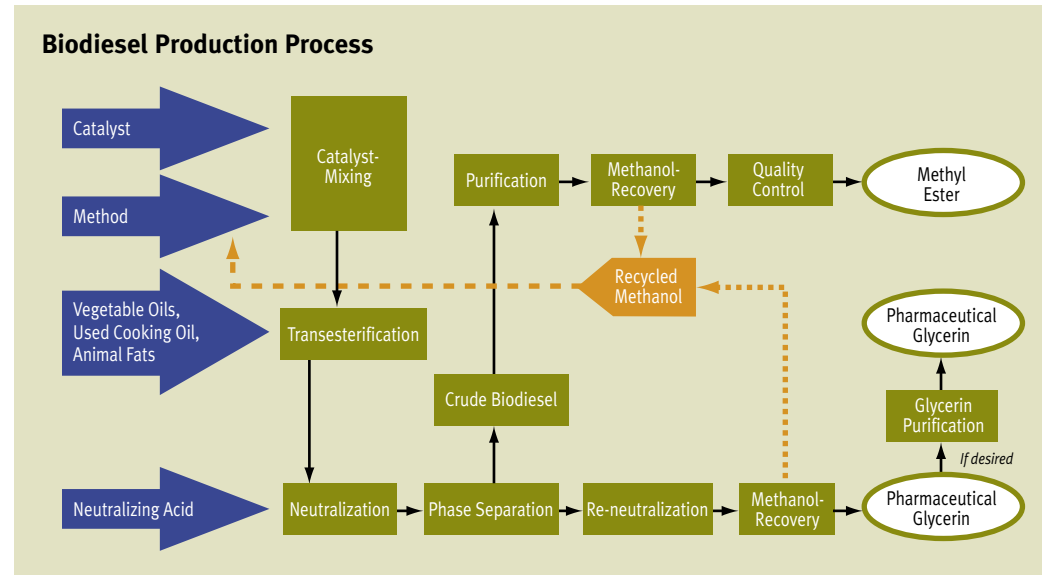 Biodiesel Production Process
Catalyst
Method
Vegetable Oils,
Used Cooking Oil,
Animal Fats
Neutralizing Acid
Catalyst-
Mixing
Transesterification
Neutralization
Phase Separation
Crude Biodiesel
Purification
Methanol-
Recovery
Quality
Control
Methyl
Ester
Recycled
Methanol
Re-neutralization
Methanol-
Recovery
Pharmaceutical
Glycerin
If desired
Glycerin
Purification
Pharmaceutical
Glycerin